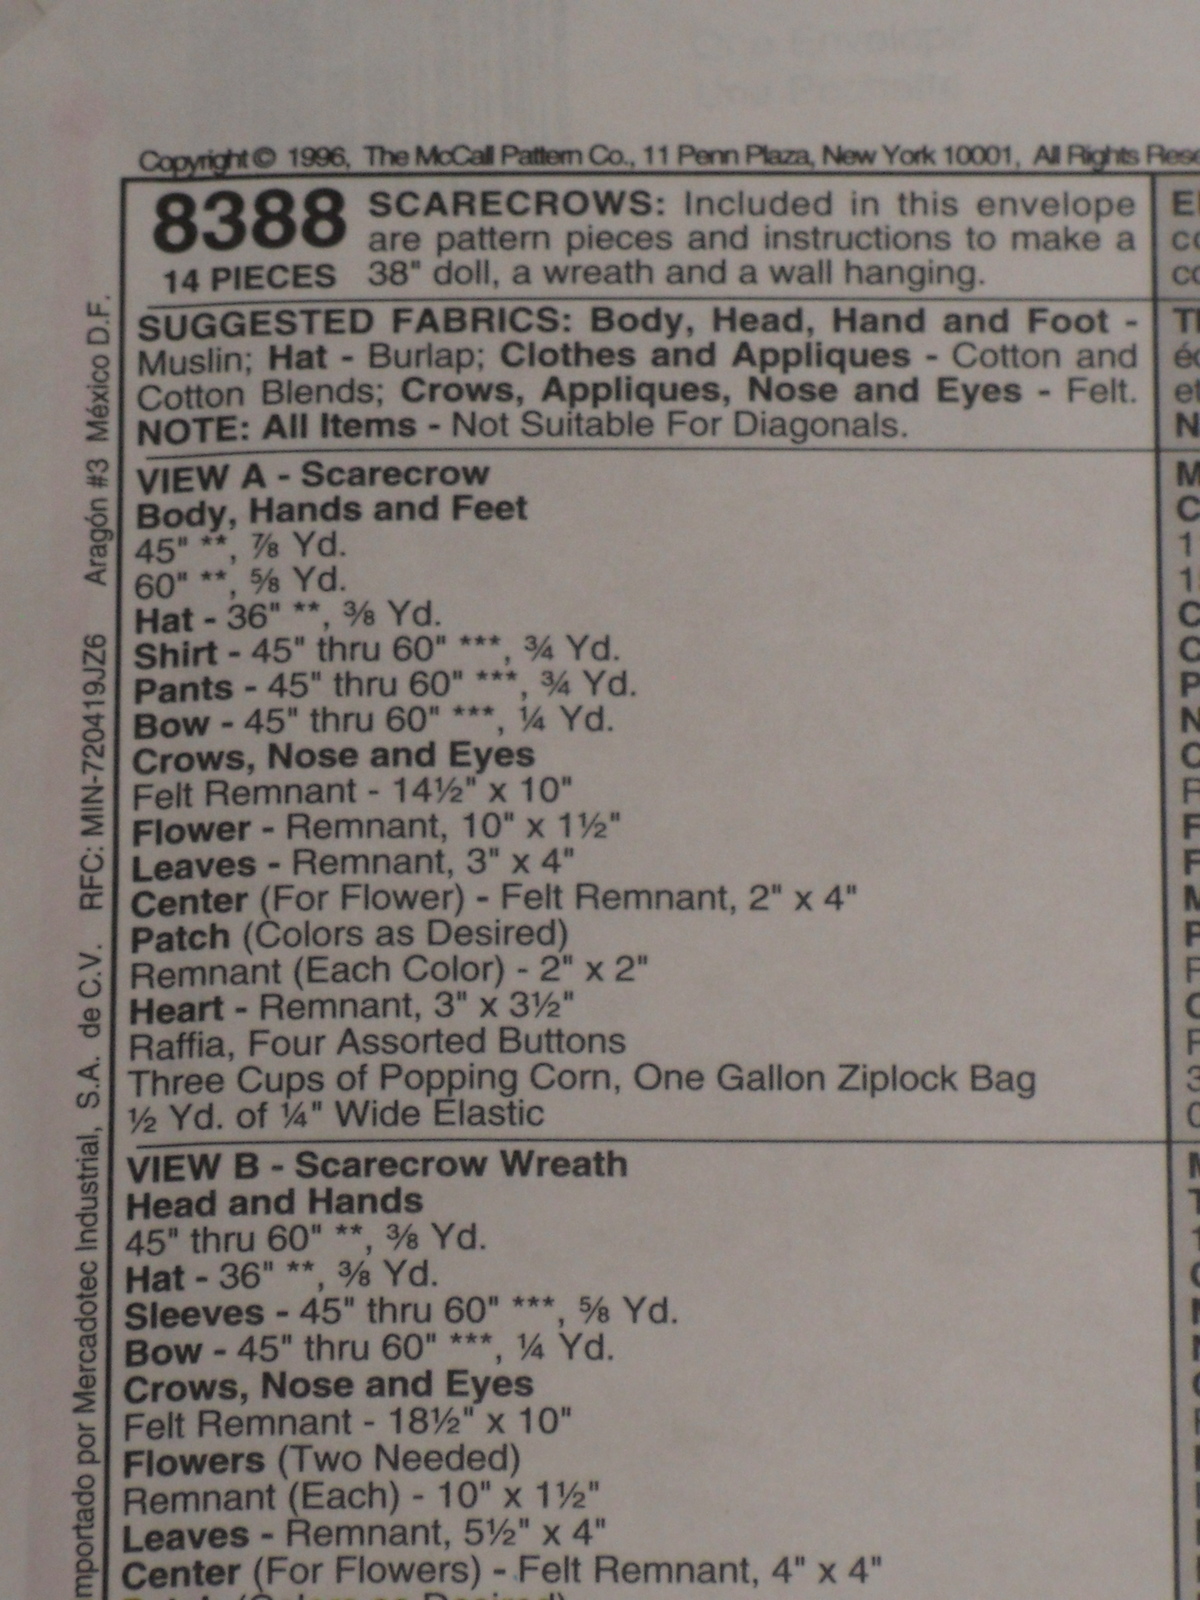 Copyright © 1996, The McCall Pattern Co., 11 Penn Plaza, New York 10001, All Rights
8388
14 PIECES
SCARECROWS: Included in this envelope
are pattern pieces and instructions to make a
38" doll, a wreath and a wall hanging.
SUGGESTED FABRICS: Body, Head, Hand and Foot -
Muslin; Hat - Burlap; Clothes and Appliques - Cotton and
Cotton Blends; Crows, Appliques, Nose and Eyes - Felt.
NOTE: All Items - Not Suitable For Diagonals.
VIEW A - Scarecrow
Body, Hands and Feet
45" **, ⅞ Yd.
60" **, ⅝ Yd.
Hat - 36" **, ⅜ Yd.
Shirt - 45" thru 60" ***, ¾ Yd.
Pants - 45" thru 60" ***, ¾ Yd.
Bow - 45" thru 60" ***, ¼ Yd.
Crows, Nose and Eyes
Felt Remnant - 14½" x 10"
Flower - Remnant, 10" x 1½"
Leaves - Remnant, 3" x 4"
Center (For Flower) - Felt Remnant, 2" x 4"
Patch (Colors as Desired)
Remnant (Each Color) - 2" x 2"
Heart - Remnant, 3" x 3½"
Raffia, Four Assorted Buttons
Three Cups of Popping Corn, One Gallon Ziplock Bag
½ Yd. of ¼" Wide Elastic
VIEW B - Scarecrow Wreath
Head and Hands
45" thru 60" **, ⅜ Yd.
Hat - 36" **, ⅜ Yd.
Sleeves - 45" thru 60" ***, ⅝ Yd.
Bow - 45" thru 60" ***, ¼ Yd.
Crows, Nose and Eyes
Felt Remnant - 18½" x 10"
Flowers (Two Needed)
Remnant (Each) - 10" x 1½"
Leaves - Remnant, 5½" x 4"
Center (For Flowers) - Felt Remnant, 4" x 4"
Patch (Colors as Desired)
mportado por Mercadotec Industrial, S.A. de C.V. RFC: MIN-720419JZ6 Aragón #3 México D.F.